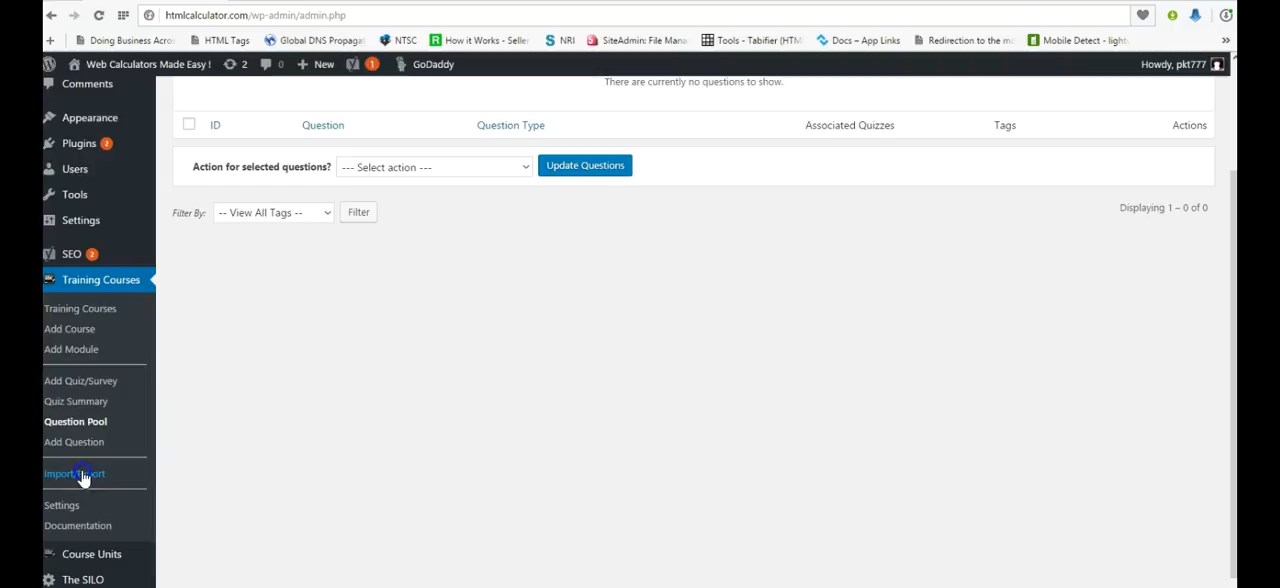 htmlcalculator.com/wp-admin/admin.php
Doing Business Acro HTML Tags Global DNS Propagat NTSC R How it Works - Seller S NRI SiteAdmin: File Mana Tools - Tabifier (HTM Docs – App Links Redirection to the m Mobile Detect - light
Web Calculators Made Easy ! 2 0 + New 1 GoDaddy Howdy, pkt777
Comments
There are currently no questions to show.
Appearance
ID Question Question Type Associated Quizzes Tags Actions
Plugins 2
Users
Action for selected questions? --- Select action --- Update Questions
Tools
Filter By: -- View All Tags -- Filter Displaying 1 – 0 of 0
Settings
SEO 2
Training Courses
Training Courses
Add Course
Add Module
Add Quiz/Survey
Quiz Summary
Question Pool
Add Question
Import/Export
Settings
Documentation
Course Units
The SILO